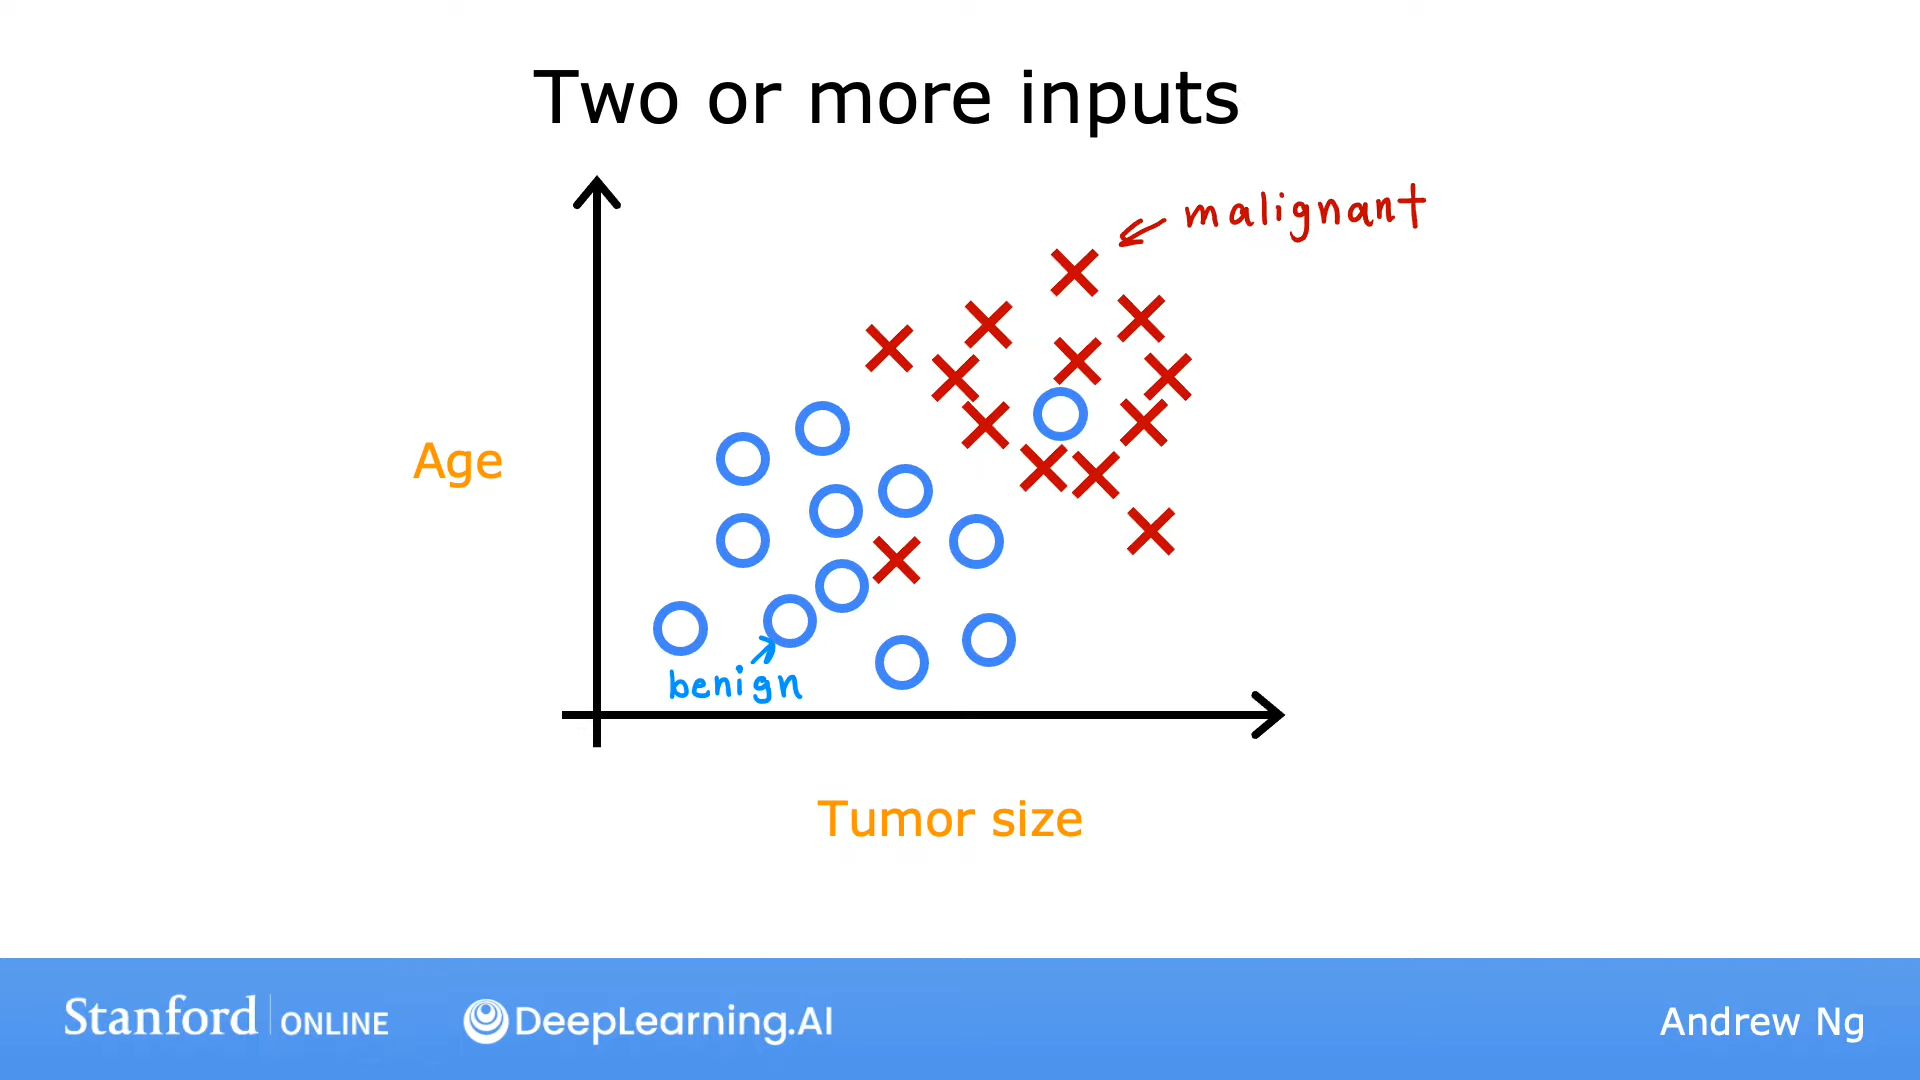 Two or more inputs
malignant
Age
benign
Tumor size
Stanford ONLINE
DeepLearning.AI
Andrew Ng